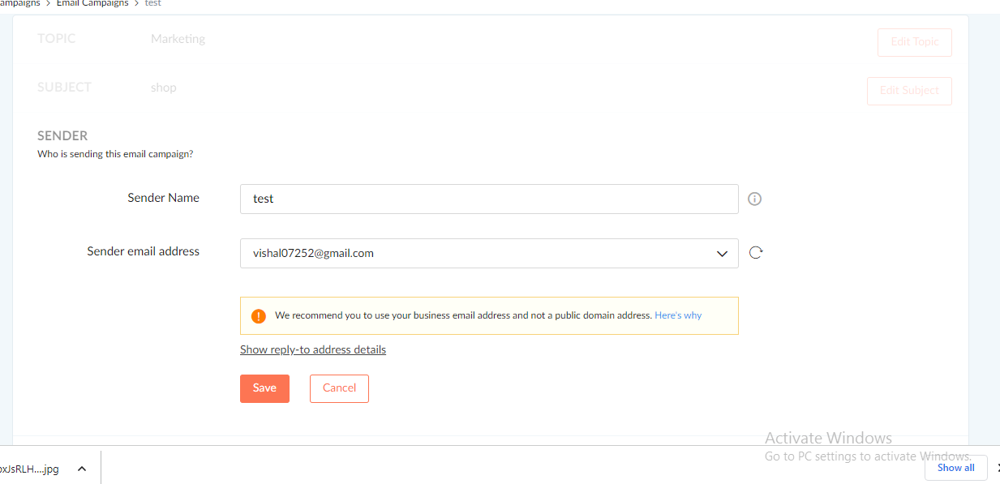 ampaigns > Email Campaigns > test
TOPIC Marketing Edit Topic
SUBJECT shop Edit Subject
SENDER
Who is sending this email campaign?
Sender Name test
Sender email address vishal07252@gmail.com
We recommend you to use your business email address and not a public domain address. Here's why
Show reply-to address details
Save Cancel
Activate Windows
Go to PC settings to activate Windows.
oxJsRLH....jpg Show all